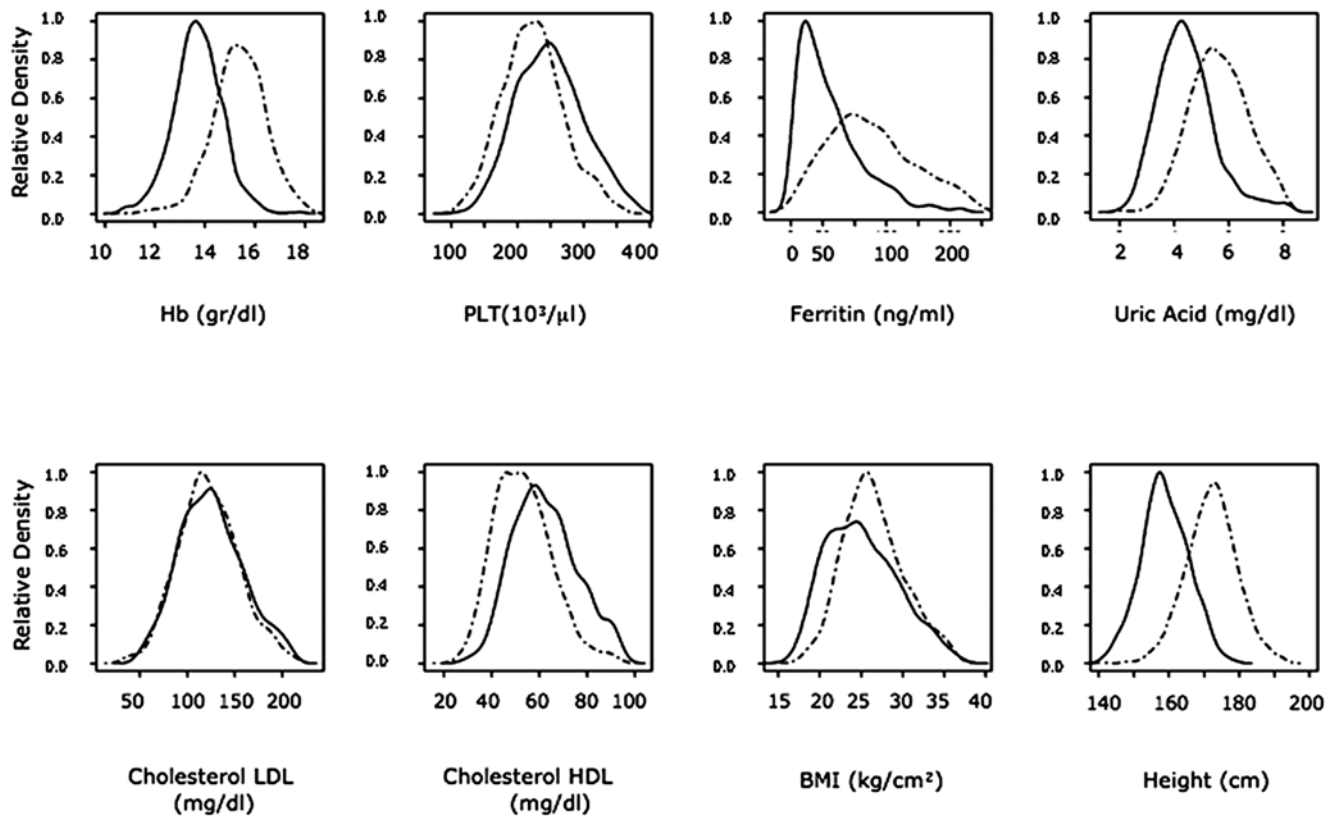 Relative Density
1.0
0.8
0.6
0.4
0.2
0.0
10 12 14 16 18
Hb (gr/dl)
1.0
0.8
0.6
0.4
0.2
0.0
100 200 300 400
PLT(10³/μl)
1.0
0.8
0.6
0.4
0.2
0.0
0 50 100 200
Ferritin (ng/ml)
1.0
0.8
0.6
0.4
0.2
0.0
2 4 6 8
Uric Acid (mg/dl)
Relative Density
1.0
0.8
0.6
0.4
0.2
0.0
50 100 150 200
Cholesterol LDL
(mg/dl)
1.0
0.8
0.6
0.4
0.2
0.0
20 40 60 80 100
Cholesterol HDL
(mg/dl)
1.0
0.8
0.6
0.4
0.2
0.0
15 20 25 30 35 40
BMI (kg/cm²)
1.0
0.8
0.6
0.4
0.2
0.0
140 160 180 200
Height (cm)